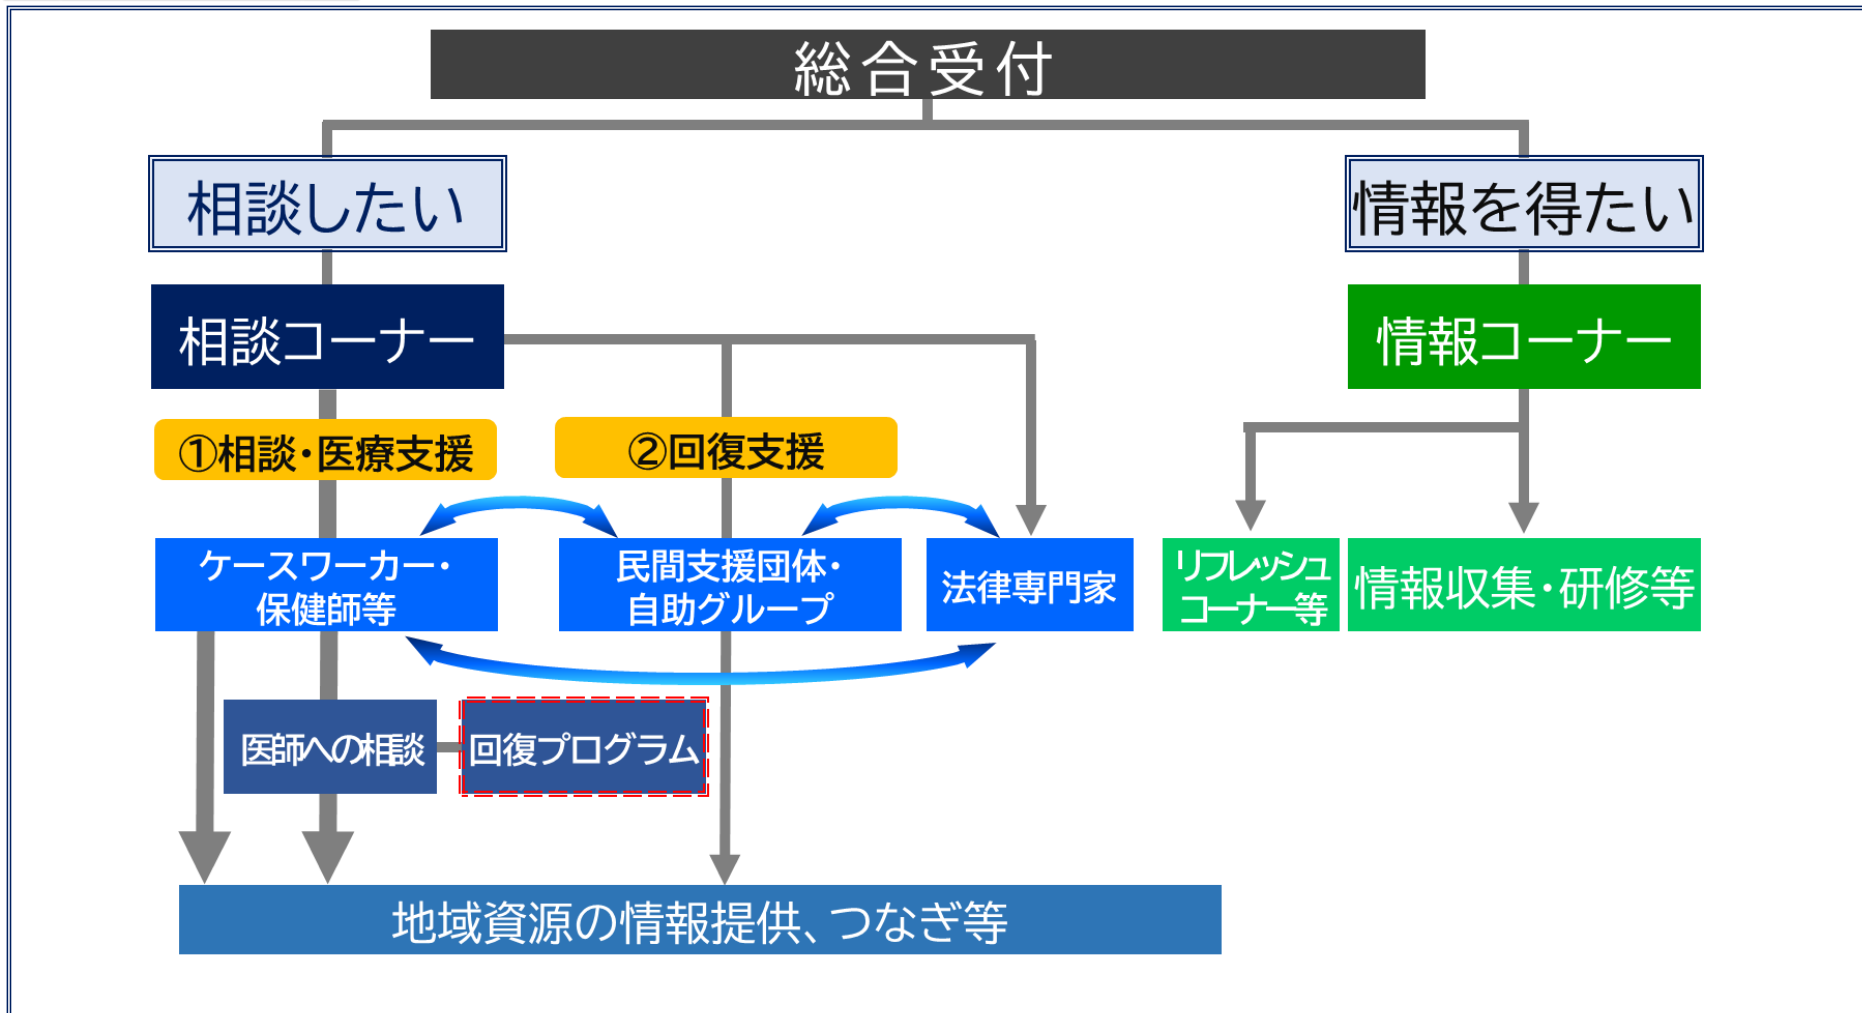 総合受付
相談したい
情報を得たい
相談コーナー
情報コーナー
①相談・医療支援
②回復支援
ケースワーカー・
保健師等
民間支援団体・
自助グループ
法律専門家
リフレッシュ
コーナー等
情報収集・研修等
医師への相談
回復プログラム
地域資源の情報提供、つなぎ等